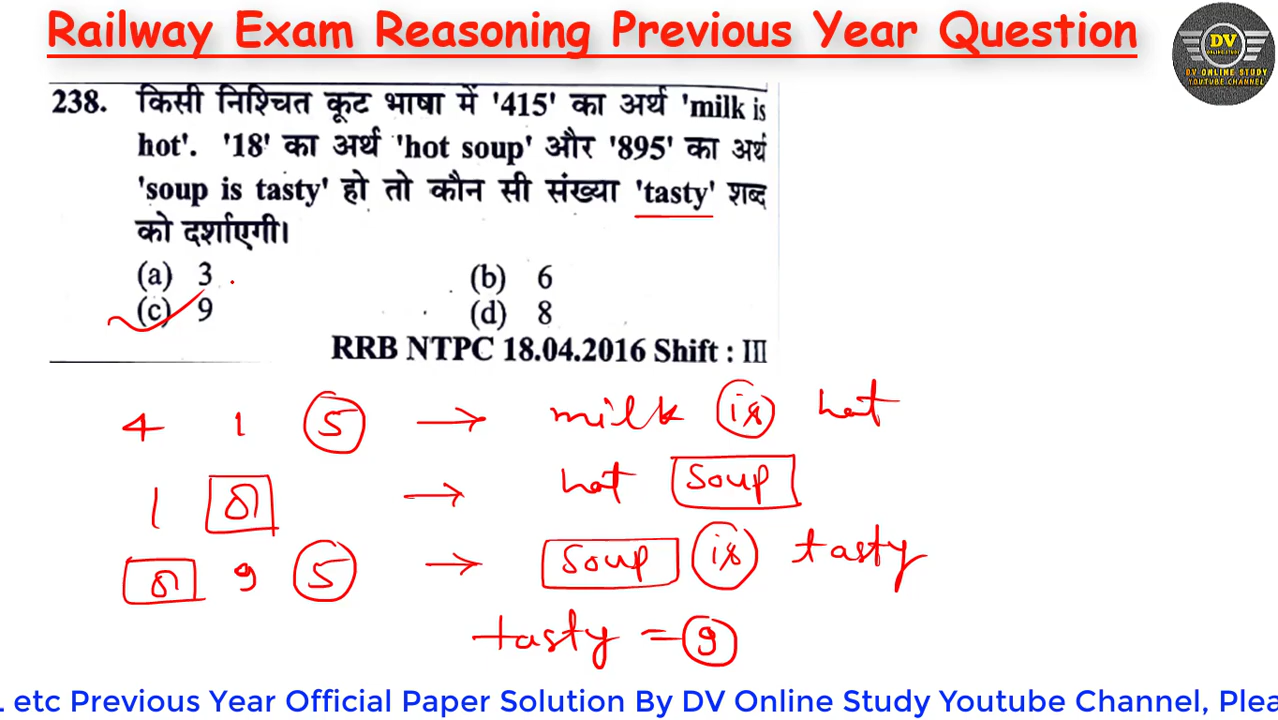 Railway Exam Reasoning Previous Year Question
DV
ONLINE STUDY
DV ONLINE STUDY
YOUTUBE CHANNEL
238. किसी निश्चित कूट भाषा में '415' का अर्थ 'milk is
hot'. '18' का अर्थ 'hot soup' और '895' का अर्थ
'soup is tasty' हो तो कौन सी संख्या 'tasty' शब्द
को दर्शाएगी।
(a) 3 (b) 6
(c) 9 (d) 8
RRB NTPC 18.04.2016 Shift : III
4 1 5 → milk is hot
1 8 → hot soup
8 9 5 → soup is tasty
tasty = 9
. etc Previous Year Official Paper Solution By DV Online Study Youtube Channel, Plea